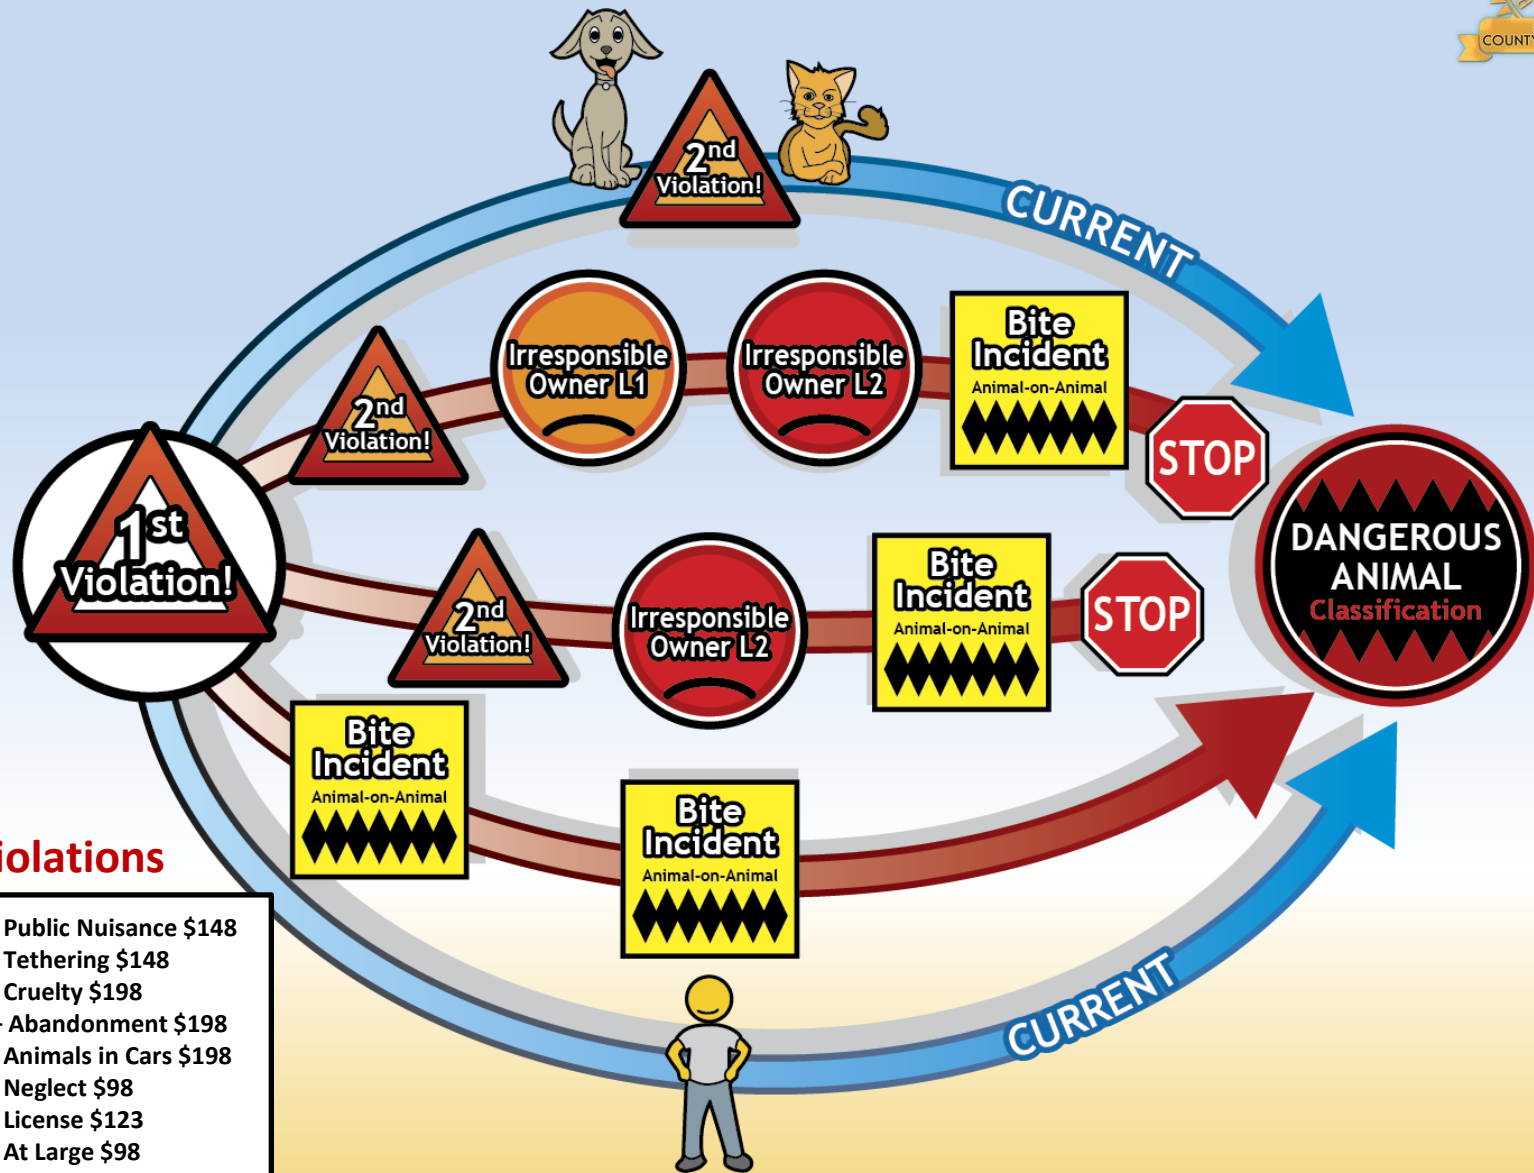 COUNTY
2nd
Violation!
CURRENT
Irresponsible
Owner L1
Irresponsible
Owner L2
Bite
Incident
Animal-on-Animal
2nd
Violation!
STOP
1st
Violation!
DANGEROUS
ANIMAL
Classification
2nd
Violation!
Irresponsible
Owner L2
Bite
Incident
Animal-on-Animal
STOP
Bite
Incident
Animal-on-Animal
Bite
Incident
Animal-on-Animal
CURRENT
iolations
Public Nuisance $148
Tethering $148
Cruelty $198
- Abandonment $198
Animals in Cars $198
Neglect $98
License $123
At Large $98